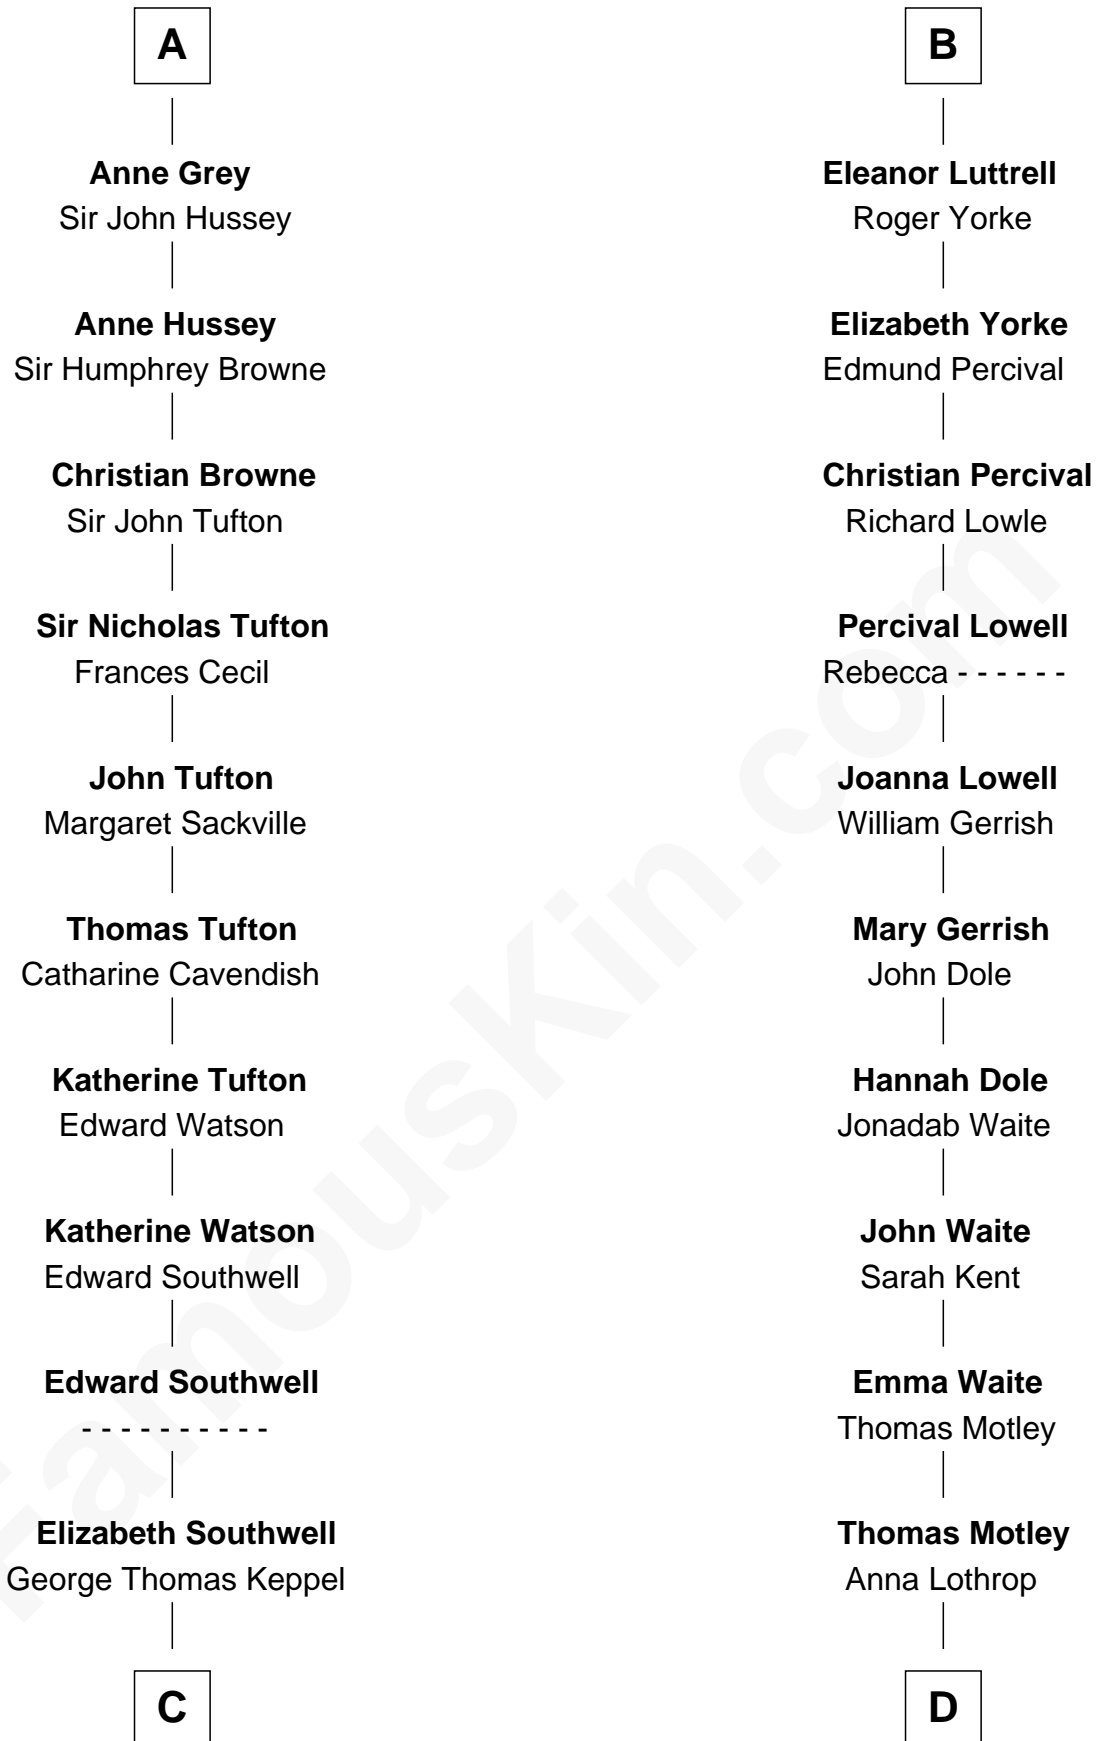 A
Anne Grey
Sir John Hussey
Anne Hussey
Sir Humphrey Browne
Christian Browne
Sir John Tufton
Sir Nicholas Tufton
Frances Cecil
John Tufton
Margaret Sackville
Thomas Tufton
Catharine Cavendish
Katherine Tufton
Edward Watson
Katherine Watson
Edward Southwell
Edward Southwell
- - - - - - - - - -
Elizabeth Southwell
George Thomas Keppel
C
B
Eleanor Luttrell
Roger Yorke
Elizabeth Yorke
Edmund Percival
Christian Percival
Richard Lowle
Percival Lowell
Rebecca - - - - - -
Joanna Lowell
William Gerrish
Mary Gerrish
John Dole
Hannah Dole
Jonadab Waite
John Waite
Sarah Kent
Emma Waite
Thomas Motley
Thomas Motley
Anna Lothrop
D
FamousKin.com